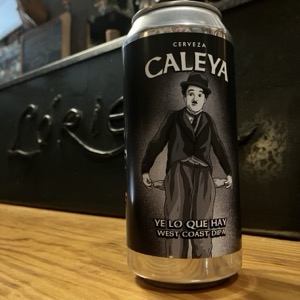 CERVEZA
CALEYA
YE LO QUE HAY
WEST COAST DIPA